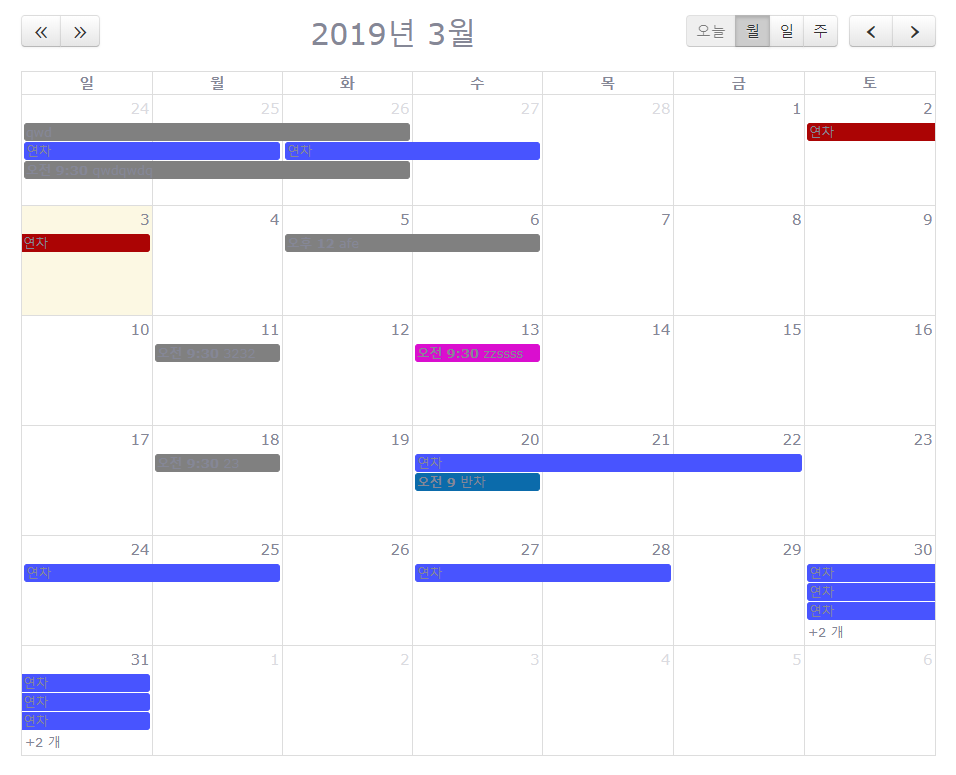 2019년 3월
오늘 월 일 주
일 월 화 수 목 금 토
24 25 26 27 28 1 2
qwd 연차
연차 연차
오전 9:30 qwdqwdq
3 4 5 6 7 8 9
연차 오후 12 afe
10 11 12 13 14 15 16
오전 9:30 오전 9:30 zzssss
17 18 19 20 21 22 23
오전 9:30 23 연차
오전 9 반차
24 25 26 27 28 29 30
연차 연차 연차
연차
연차
+2 개
31 1 2 3 4 5 6
연차
연차
연차
+2 개